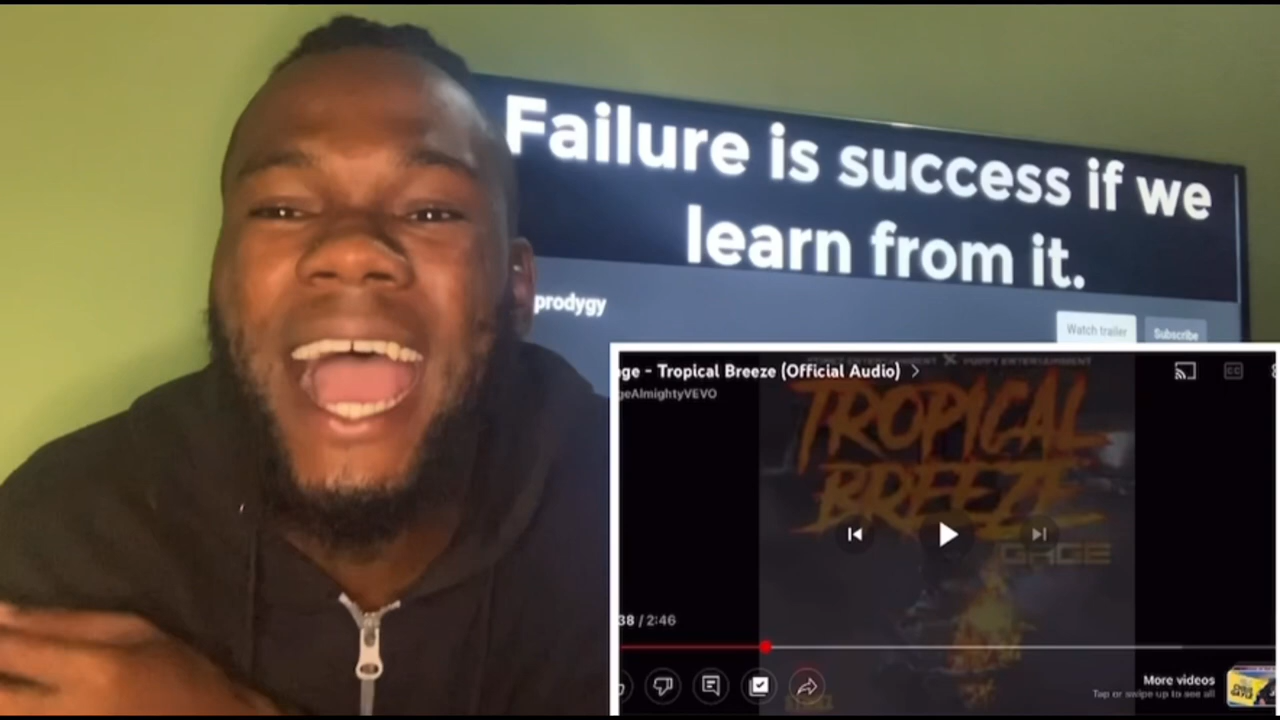 Failure is success if we
learn from it.
prodygy
Watch trailer
Subscribe
ge - Tropical Breeze (Official Audio)
geAlmightyVEVO
CC
TROPICAL
BREEZE
GAGE
38 / 2:46
More videos
Tap or swipe up to see all